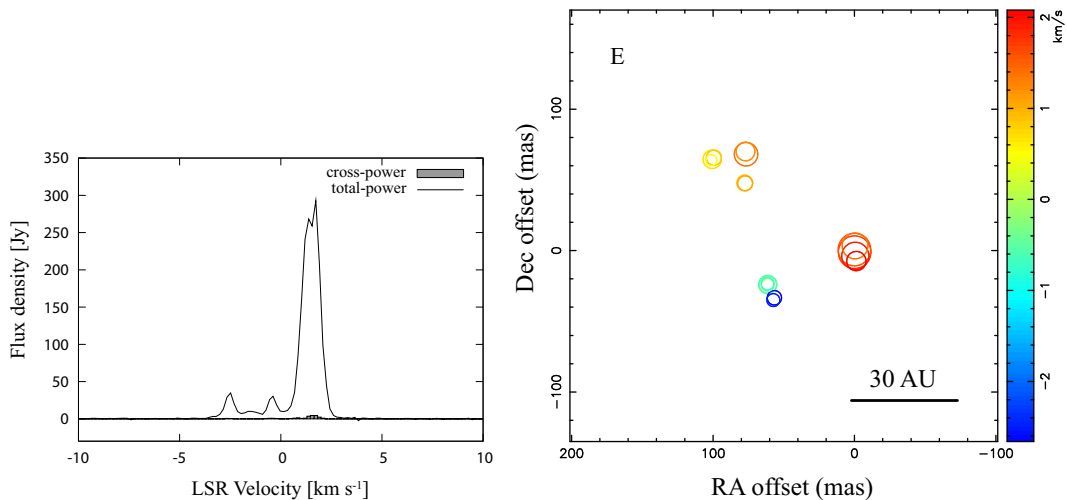 350
300
250
200
150
100
50
0
Flux density [Jy]
cross-power
total-power
-10
-5
0
5
10
LSR Velocity [km s-1]
E
100
0
-100
Dec offset (mas)
30 AU
200
100
0
-100
RA offset (mas)
2
1
0
-1
-2
km/s